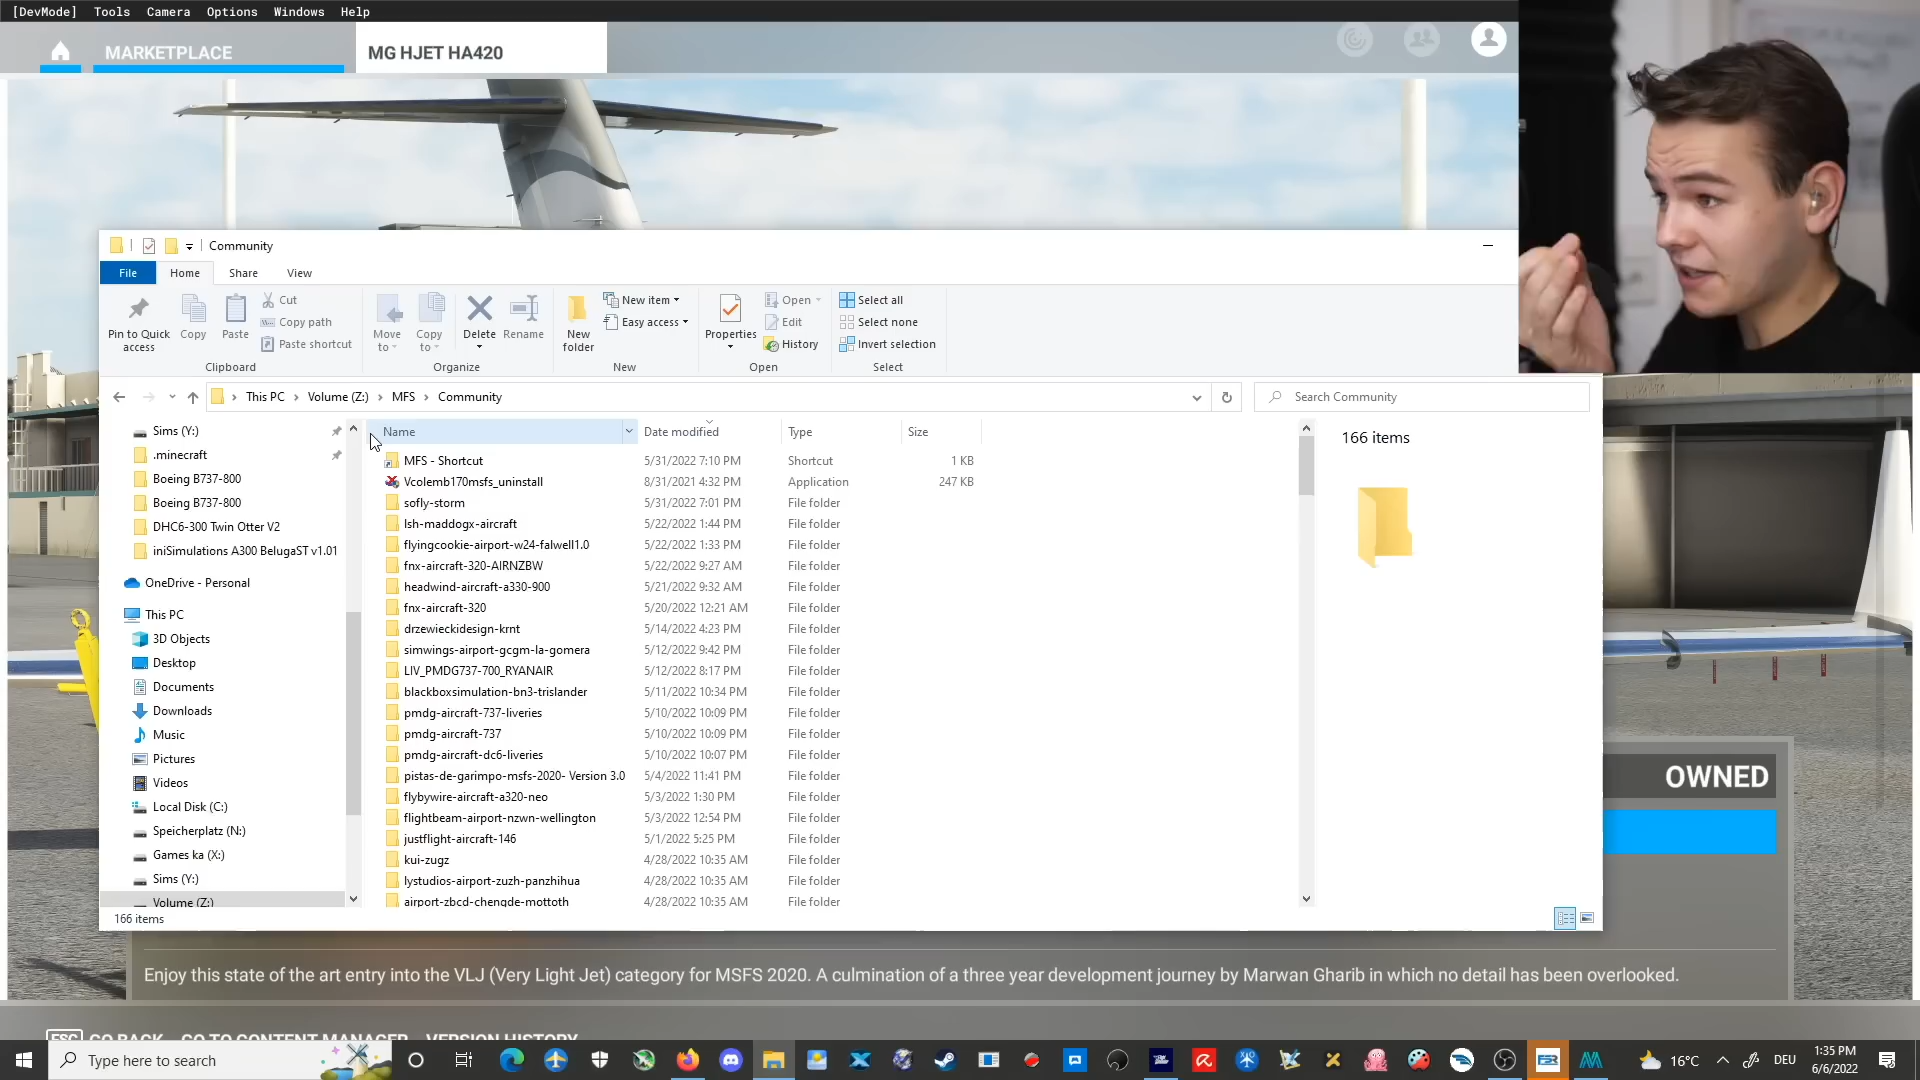 [DevMode] Tools Camera Options Windows Help
MARKETPLACE MG HJET HA420
Community
File Home Share View
Pin to Quick access Copy Paste Cut Copy path Paste shortcut
Move to Copy to Delete Rename New folder New item Easy access
Properties Open Edit History Select all Select none Invert selection
Clipboard Organize New Open Select
This PC Volume (Z:) MFS Community Search Community
Sims (Y:)
.minecraft
Boeing B737-800
Boeing B737-800
DHC6-300 Twin Otter V2
iniSimulations A300 BelugaST v1.01
OneDrive - Personal
This PC
3D Objects
Desktop
Documents
Downloads
Music
Pictures
Videos
Local Disk (C:)
Speicherplatz (N:)
Games ka (X:)
Sims (Y:)
Volume (Z:)
Name Date modified Type Size
MFS - Shortcut 5/31/2022 7:10 PM Shortcut 1 KB
Vcolemb170msfs_uninstall 8/31/2021 4:32 PM Application 247 KB
sofly-storm 5/31/2022 7:01 PM File folder
lsh-maddogx-aircraft 5/22/2022 1:44 PM File folder
flyingcookie-airport-w24-falwell1.0 5/22/2022 1:33 PM File folder
fnx-aircraft-320-AIRNZBW 5/22/2022 9:27 AM File folder
headwind-aircraft-a330-900 5/21/2022 9:32 AM File folder
fnx-aircraft-320 5/20/2022 12:21 AM File folder
drzewieckidesign-krnt 5/14/2022 4:23 PM File folder
simwings-airport-gcgm-la-gomera 5/12/2022 9:42 PM File folder
LIV_PMDG737-700_RYANAIR 5/12/2022 8:17 PM File folder
blackboxsimulation-bn3-trislander 5/11/2022 10:34 PM File folder
pmdg-aircraft-737-liveries 5/10/2022 10:09 PM File folder
pmdg-aircraft-737 5/10/2022 10:09 PM File folder
pmdg-aircraft-dc6-liveries 5/10/2022 10:07 PM File folder
pistas-de-garimpo-msfs-2020- Version 3.0 5/4/2022 11:41 PM File folder
flybywire-aircraft-a320-neo 5/3/2022 1:30 PM File folder
flightbeam-airport-nzwn-wellington 5/3/2022 12:54 PM File folder
justflight-aircraft-146 5/1/2022 5:25 PM File folder
kui-zugz 4/28/2022 10:35 AM File folder
lystudios-airport-zuzh-panzhihua 4/28/2022 10:35 AM File folder
airport-zbcd-chengde-mottoth 4/28/2022 10:35 AM File folder
166 items
166 items
OWNED
Enjoy this state of the art entry into the VLJ (Very Light Jet) category for MSFS 2020. A culmination of a three year development journey by Marwan Gharib in which no detail has been overlooked.
ESC GO BACK GO TO CONTENT MANAGER VERSION HISTORY
Type here to search
FSR
16°C DEU 1:35 PM
6/6/2022